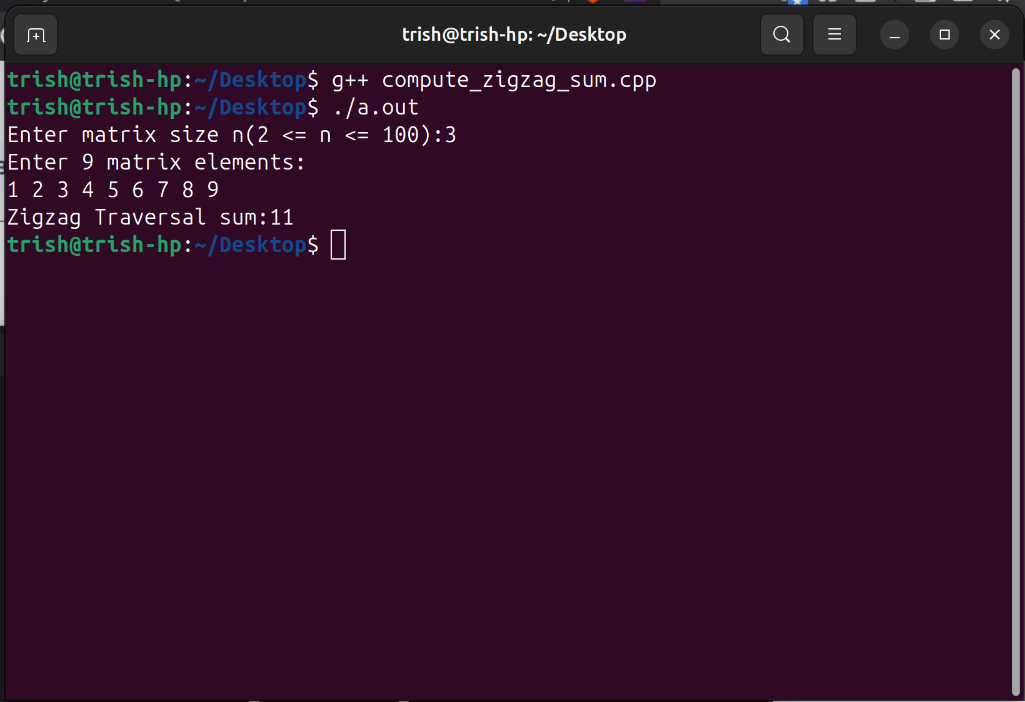 trish@trish-hp: ~/Desktop
trish@trish-hp:~/Desktop$ g++ compute_zigzag_sum.cpp
trish@trish-hp:~/Desktop$ ./a.out
Enter matrix size n(2 <= n <= 100):3
Enter 9 matrix elements:
1 2 3 4 5 6 7 8 9
Zigzag Traversal sum:11
trish@trish-hp:~/Desktop$